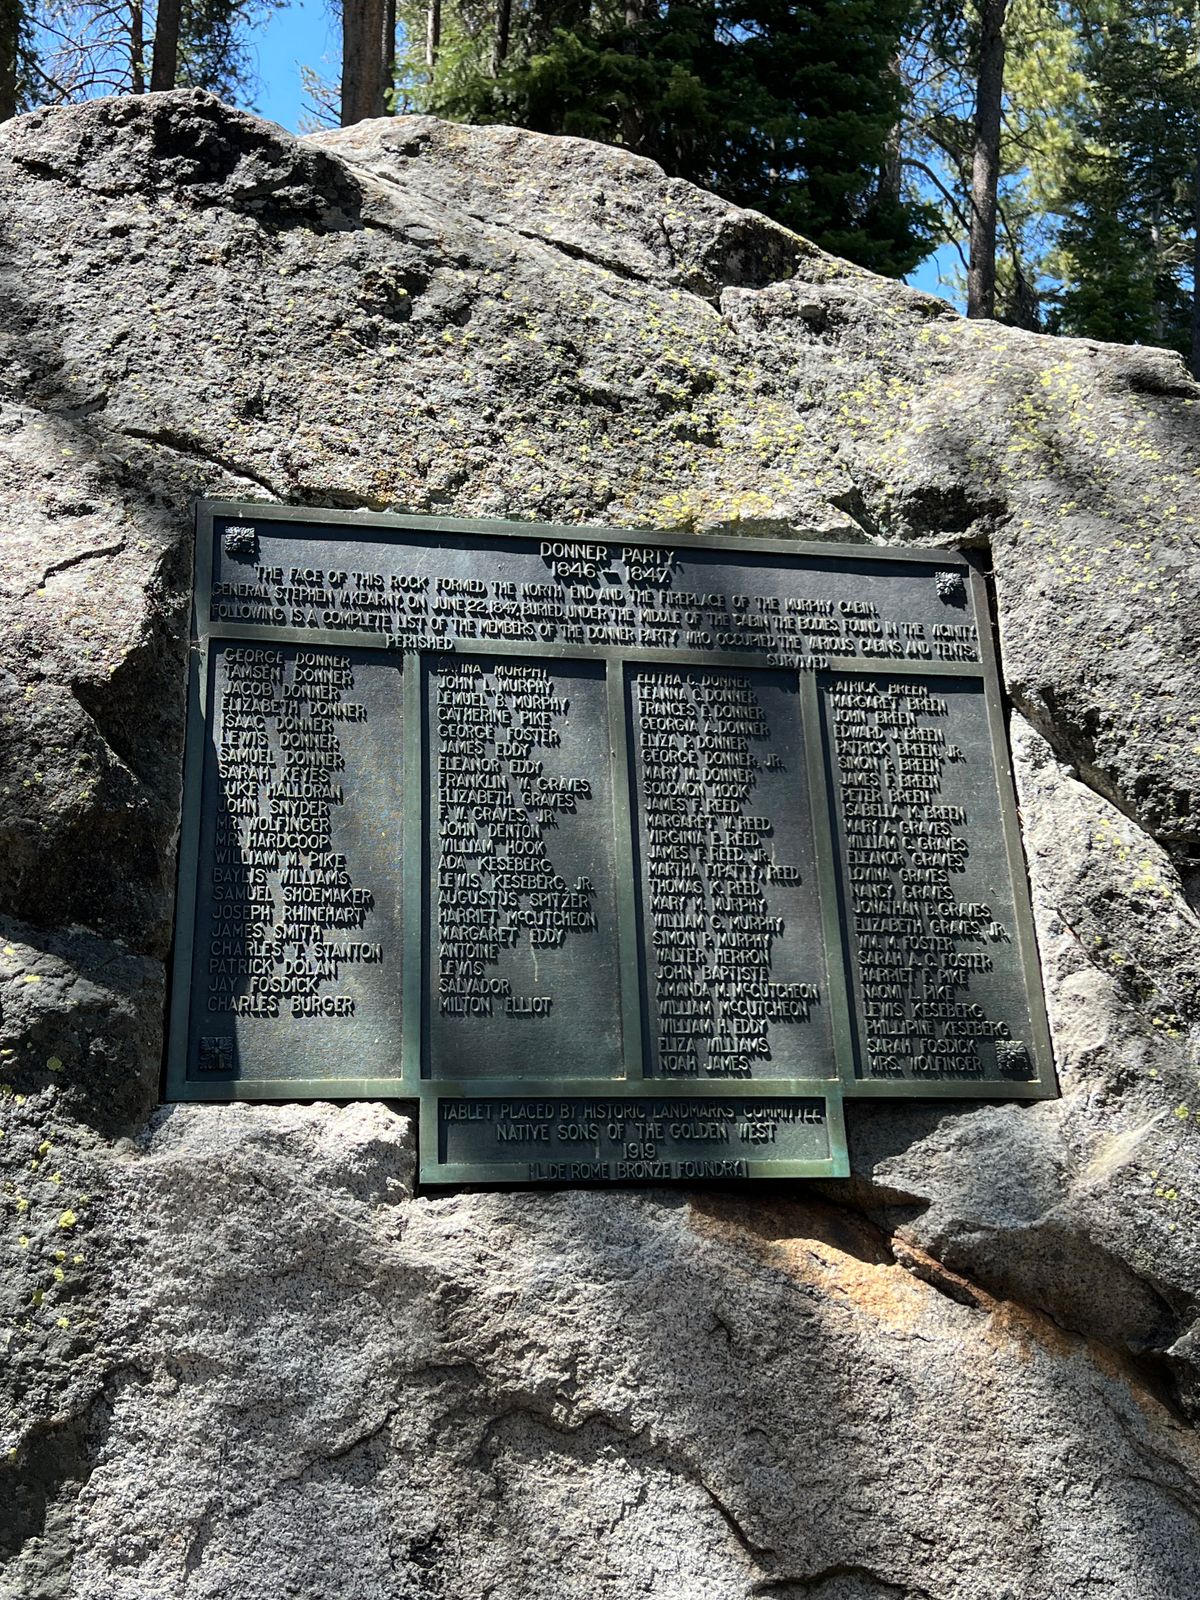 DONNER PARTY
1846 - 1847
THE FACE OF THIS ROCK FORMED THE NORTH END AND THE FIREPLACE OF THE MURPHY CABIN.
GENERAL STEPHEN W. KEARNY, ON JUNE 22, 1847, BURIED UNDER THE MIDDLE OF THE CABIN THE BODIES FOUND IN THE VICINITY.
FOLLOWING IS A COMPLETE LIST OF THE MEMBERS OF THE DONNER PARTY WHO OCCUPIED THE VARIOUS CABINS AND TENTS.
PERISHED
GEORGE DONNER
TAMSEN DONNER
JACOB DONNER
ELIZABETH DONNER
ISAAC DONNER
LEWIS DONNER
SAMUEL DONNER
SARAH KEYES
LUKE HALLORAN
JOHN SNYDER
MR. WOLFINGER
MR. HARDCOOP
WILLIAM M. PIKE
BAYLIS WILLIAMS
SAMUEL SHOEMAKER
JOSEPH RHINEHART
JAMES SMITH
CHARLES T. STANTON
PATRICK DOLAN
JAY FOSDICK
CHARLES BURGER
LAVINA MURPHY
JOHN L. MURPHY
LEMUEL B. MURPHY
CATHERINE PIKE
GEORGE FOSTER
JAMES EDDY
ELEANOR EDDY
FRANKLIN W. GRAVES
ELIZABETH GRAVES
F. W. GRAVES, JR.
JOHN DENTON
WILLIAM HOOK
ADA KESEBERG
LEWIS KESEBERG, JR.
AUGUSTUS SPITZER
HARRIET McCUTCHEON
MARGARET EDDY
ANTOINE
LEWIS
SALVADOR
MILTON ELLIOT
SURVIVED
ELITHA C. DONNER
LEANNA C. DONNER
FRANCES E. DONNER
GEORGIA A. DONNER
ELIZA P. DONNER
GEORGE DONNER, JR.
MARY M. DONNER
SOLOMON HOOK
JAMES F. REED
MARGARET W. REED
VIRGINIA E. REED
JAMES F. REED, JR.
MARTHA F. (PATTY) REED
THOMAS K. REED
MARY M. MURPHY
WILLIAM G. MURPHY
SIMON P. MURPHY
WALTER HERRON
JOHN BAPTISTE
AMANDA M. McCUTCHEON
WILLIAM McCUTCHEON
WILLIAM H. EDDY
ELIZA WILLIAMS
NOAH JAMES
PATRICK BREEN
MARGARET BREEN
JOHN BREEN
EDWARD J. BREEN
PATRICK BREEN, JR.
SIMON P. BREEN
JAMES F. BREEN
PETER BREEN
ISABELLA M. BREEN
MARY A. GRAVES
WILLIAM C. GRAVES
ELEANOR GRAVES
LOVINA GRAVES
NANCY GRAVES
JONATHAN B. GRAVES
ELIZABETH GRAVES, JR.
WM. M. FOSTER
SARAH A. C. FOSTER
HARRIET F. PIKE
NAOMI L. PIKE
LEWIS KESEBERG
PHILLIPINE KESEBERG
SARAH FOSDICK
MRS. WOLFINGER
TABLET PLACED BY HISTORIC LANDMARKS COMMITTEE
NATIVE SONS OF THE GOLDEN WEST
1919
L. DE ROME BRONZE FOUNDRY